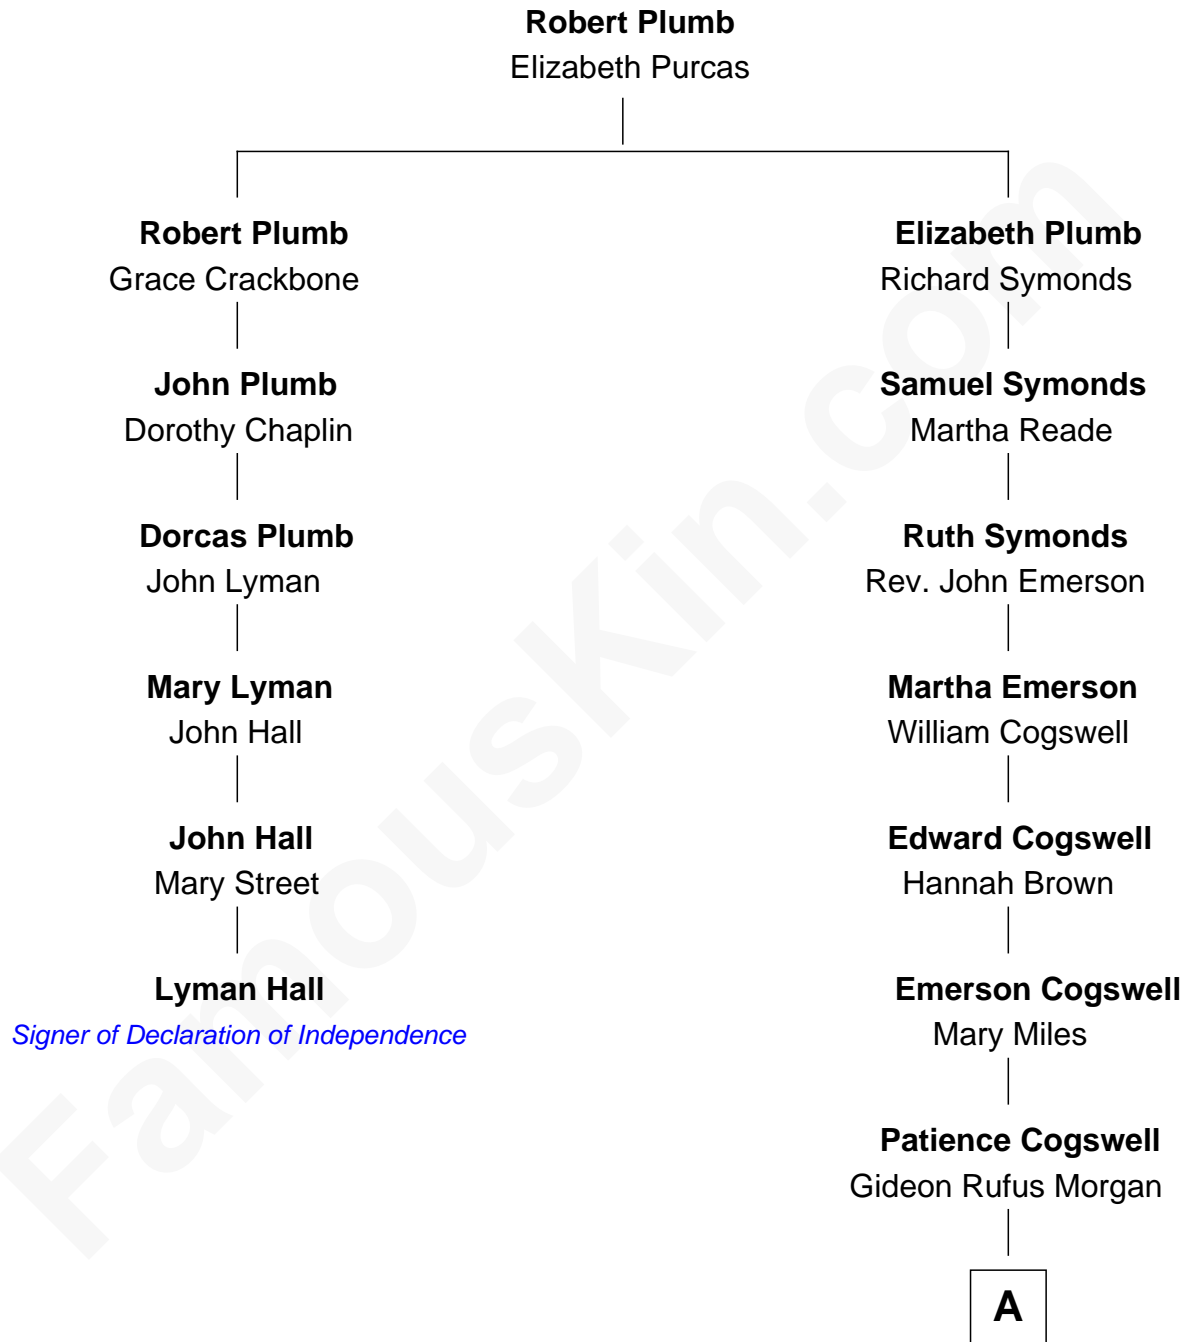 Robert Plumb
Elizabeth Purcas
Robert Plumb
Grace Crackbone
John Plumb
Dorothy Chaplin
Dorcas Plumb
John Lyman
Mary Lyman
John Hall
John Hall
Mary Street
Lyman Hall
Signer of Declaration of Independence
Elizabeth Plumb
Richard Symonds
Samuel Symonds
Martha Reade
Ruth Symonds
Rev. John Emerson
Martha Emerson
William Cogswell
Edward Cogswell
Hannah Brown
Emerson Cogswell
Mary Miles
Patience Cogswell
Gideon Rufus Morgan
A
FamousKin.com